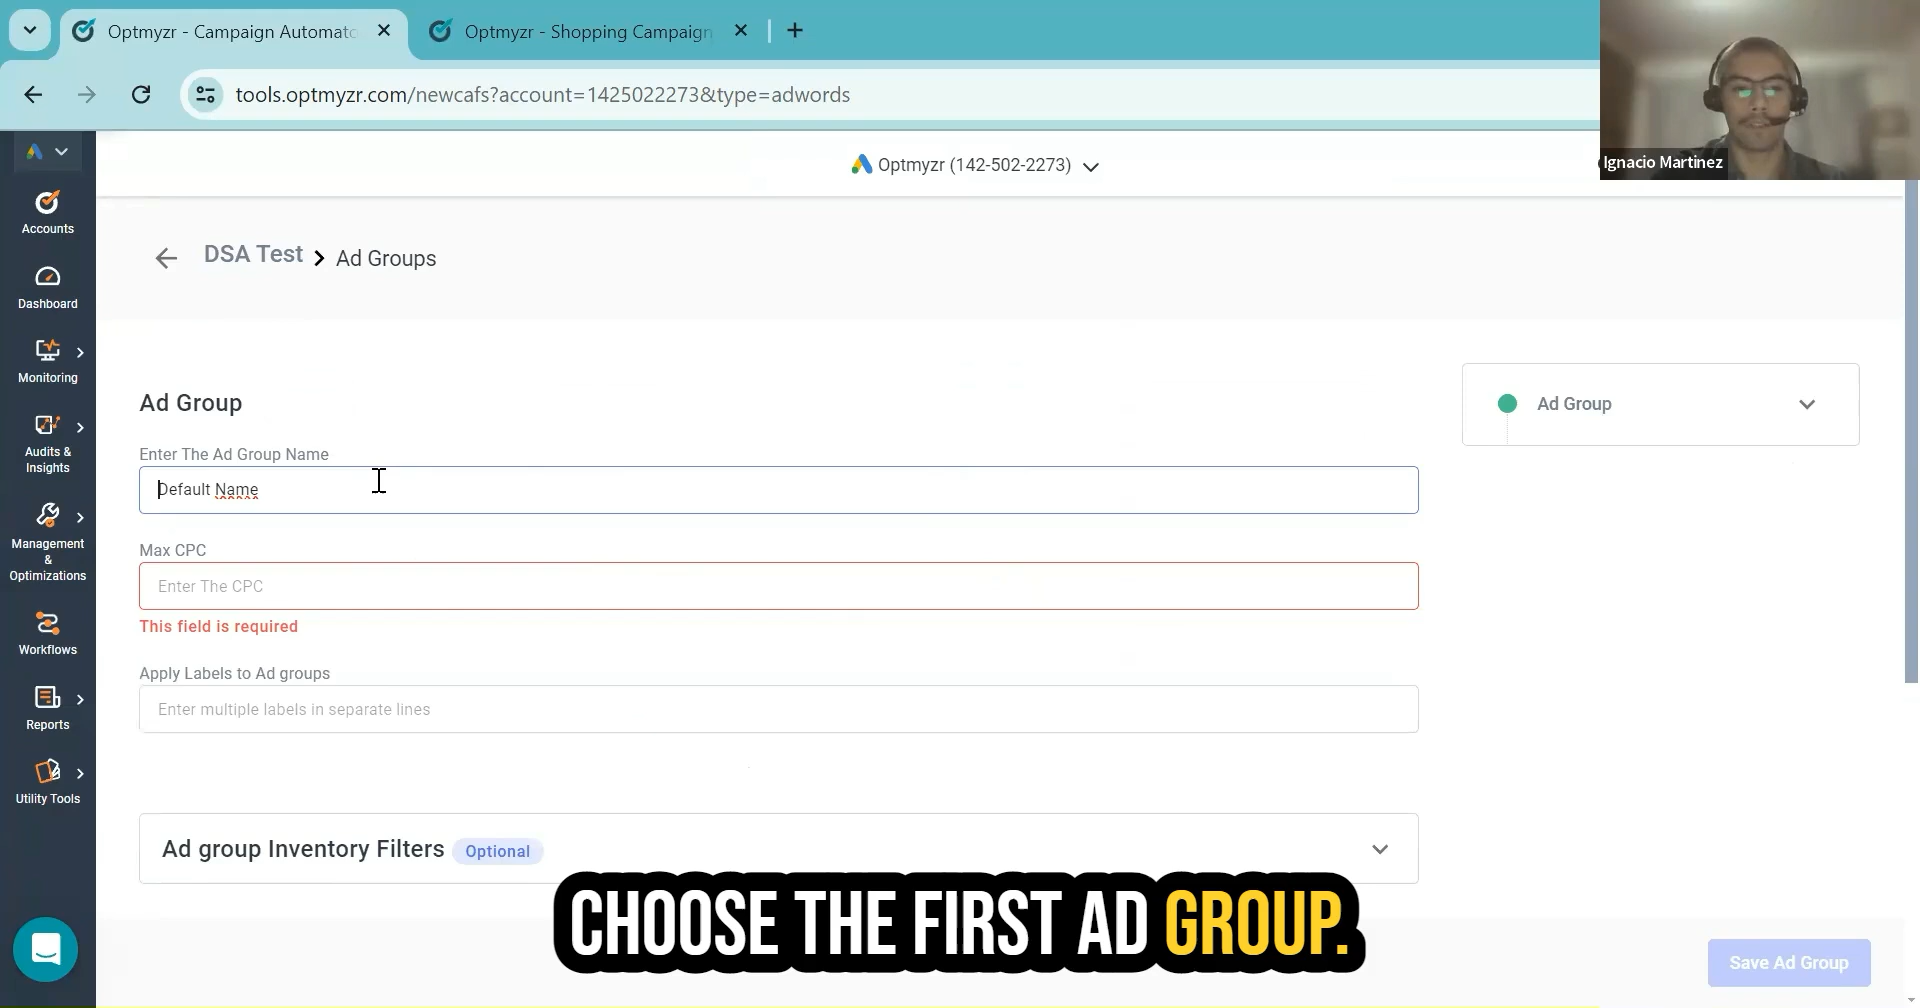 Optmyzr - Campaign Automato
Optmyzr - Shopping Campaign
tools.optmyzr.com/newcafs?account=1425022273&type=adwords
Ignacio Martinez
Optmyzr (142-502-2273)
Accounts
Dashboard
Monitoring
Audits &
Insights
Management
&
Optimizations
Workflows
Reports
Utility Tools
DSA Test > Ad Groups
Ad Group
Enter The Ad Group Name
Default Name
Max CPC
Enter The CPC
This field is required
Apply Labels to Ad groups
Enter multiple labels in separate lines
Ad group Inventory Filters Optional
Ad Group
CHOOSE THE FIRST AD GROUP.
Save Ad Group